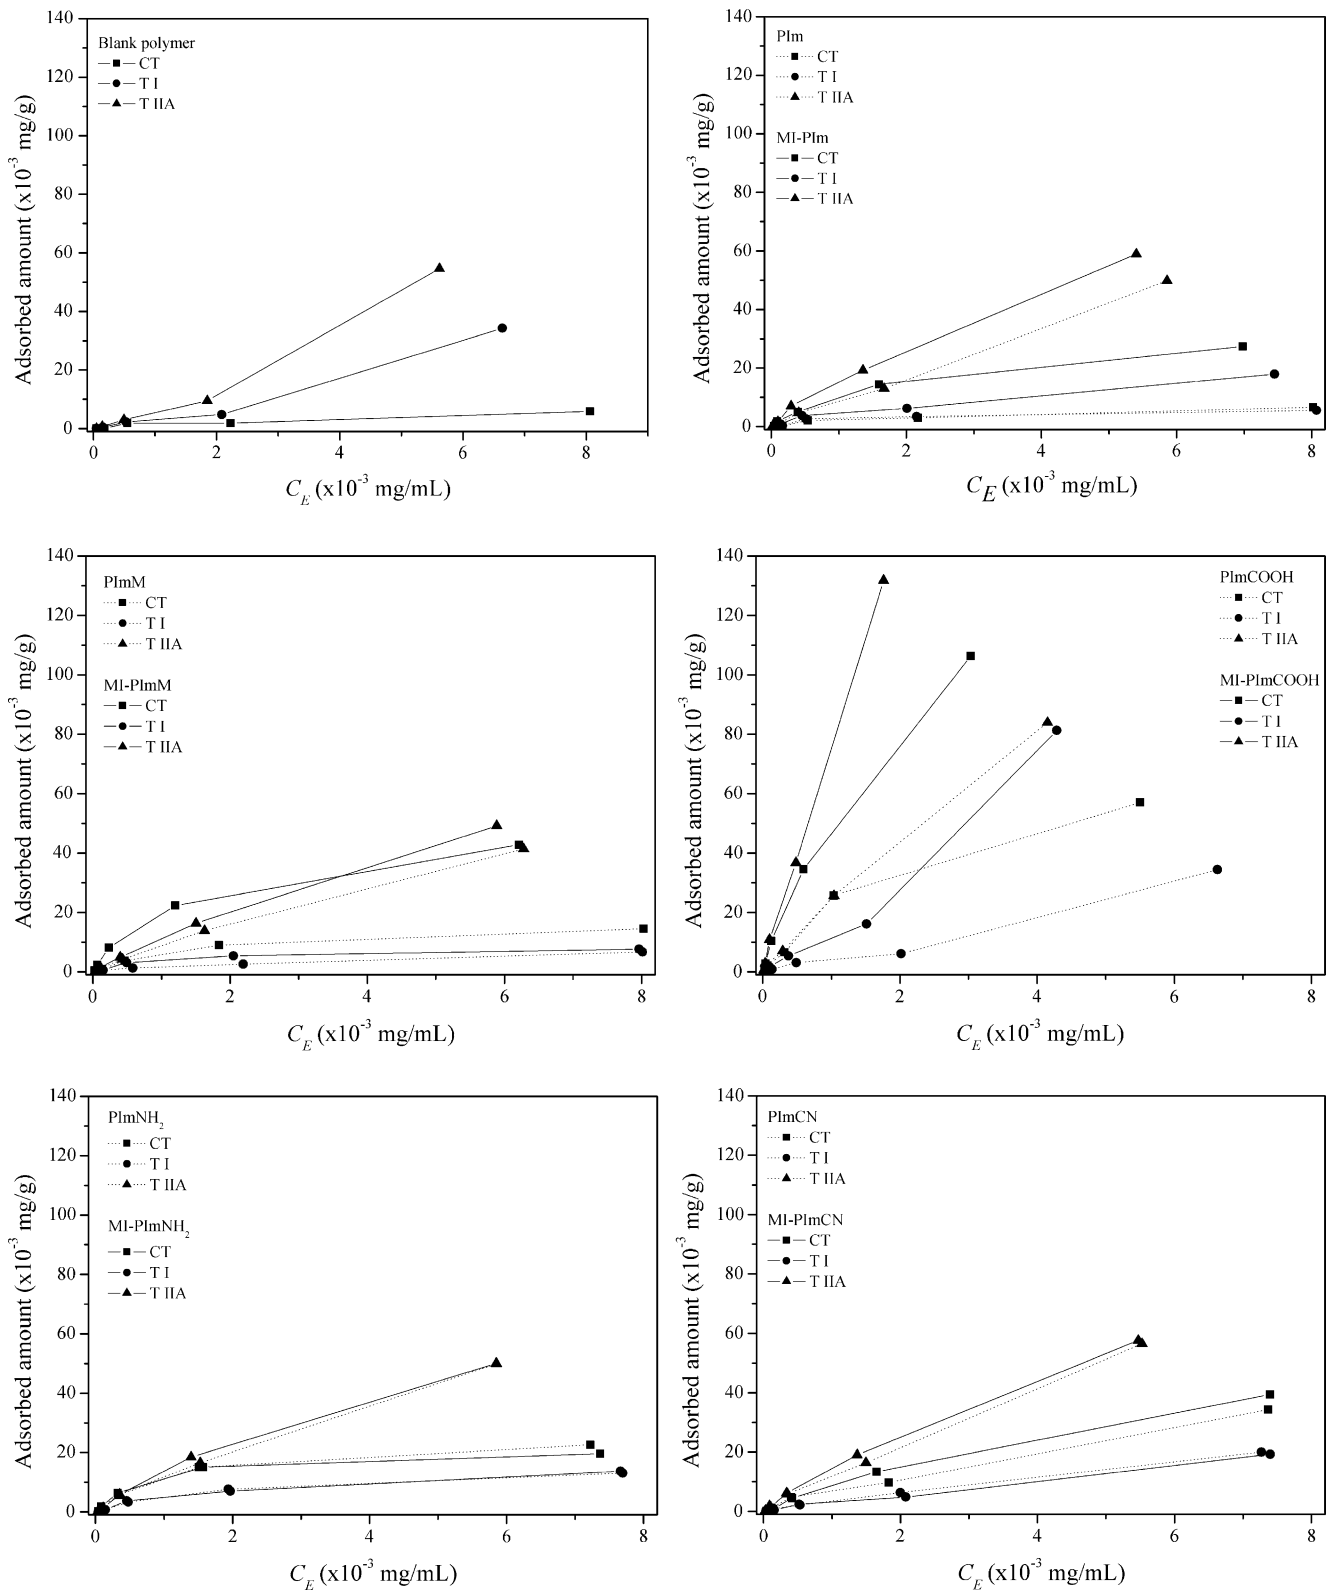 Blank polymer
CT
T I
T IIA
140
120
100
80
60
40
20
0
Adsorbed amount (x10⁻³ mg/g)
0 2 4 6 8
C_E (x10⁻³ mg/mL)
PIm
CT
T I
T IIA
MI-PIm
CT
T I
T IIA
140
120
100
80
60
40
20
0
Adsorbed amount (x10⁻³ mg/g)
0 2 4 6 8
C_E (x10⁻³ mg/mL)
PImM
CT
T I
T IIA
MI-PImM
CT
T I
T IIA
140
120
100
80
60
40
20
0
Adsorbed amount (x10⁻³ mg/g)
0 2 4 6 8
C_E (x10⁻³ mg/mL)
PImCOOH
CT
T I
T IIA
MI-PImCOOH
CT
T I
T IIA
140
120
100
80
60
40
20
0
Adsorbed amount (x10⁻³ mg/g)
0 2 4 6 8
C_E (x10⁻³ mg/mL)
PImNH₂
CT
T I
T IIA
MI-PImNH₂
CT
T I
T IIA
140
120
100
80
60
40
20
0
Adsorbed amount (x10⁻³ mg/g)
0 2 4 6 8
C_E (x10⁻³ mg/mL)
PImCN
CT
T I
T IIA
MI-PImCN
CT
T I
T IIA
140
120
100
80
60
40
20
0
Adsorbed amount (x10⁻³ mg/g)
0 2 4 6 8
C_E (x10⁻³ mg/mL)